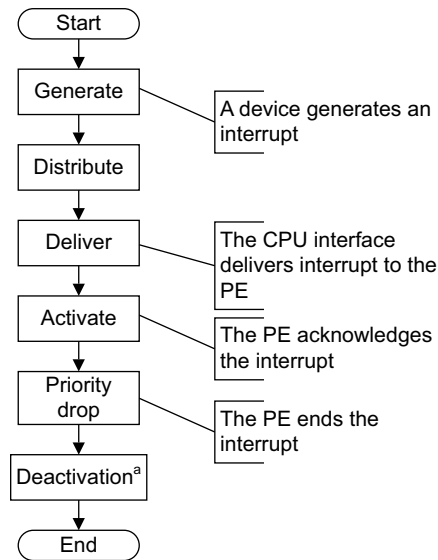 Start
Generate
A device generates an
interrupt
Distribute
Deliver
The CPU interface
delivers interrupt to the
PE
Activate
The PE acknowledges
the interrupt
Priority
drop
The PE ends the
interrupt
Deactivationᵃ
End